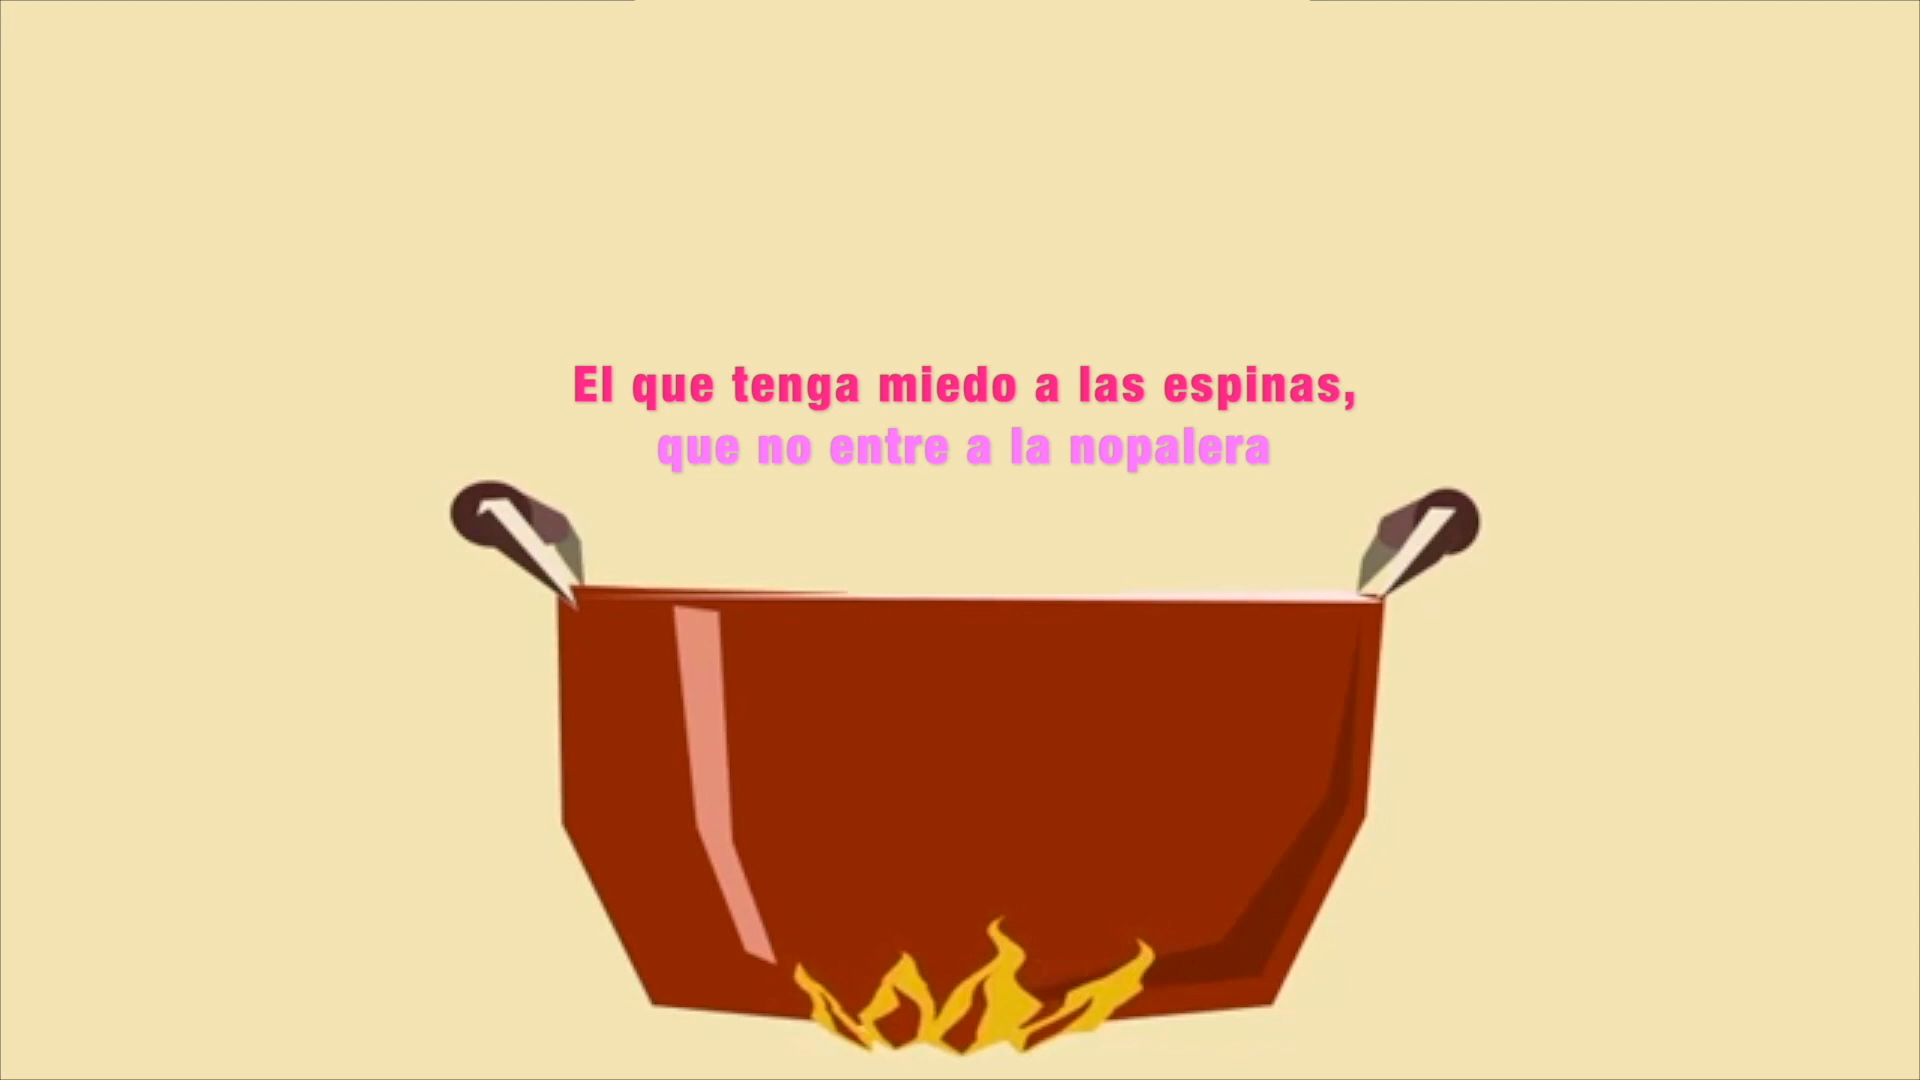 El que tenga miedo a las espinas,
que no entre a la nopalera